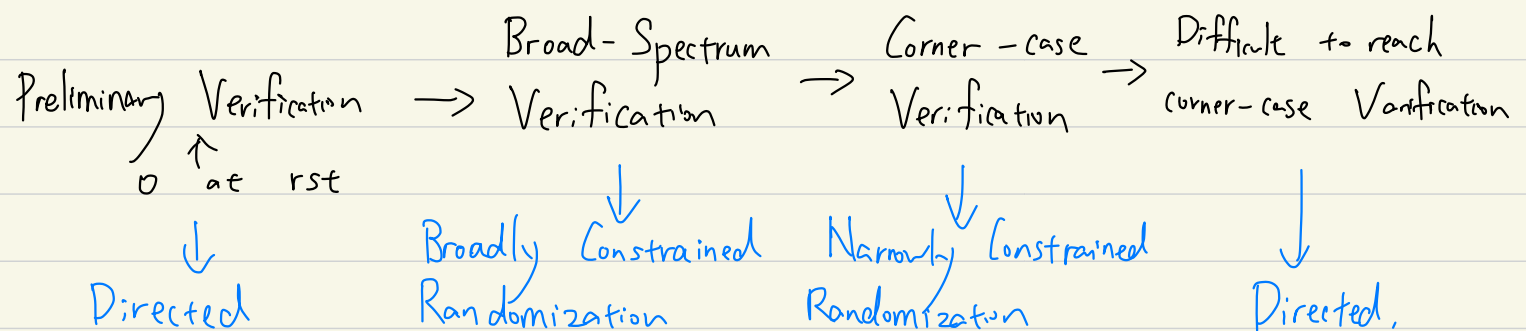 Preliminary Verification → Broad-Spectrum Verification → Corner-case Verification → Difficult to reach corner-case Varification
0 at rst
Directed
Broadly Constrained Randomization
Narrowly Constrained Randomization
Directed.